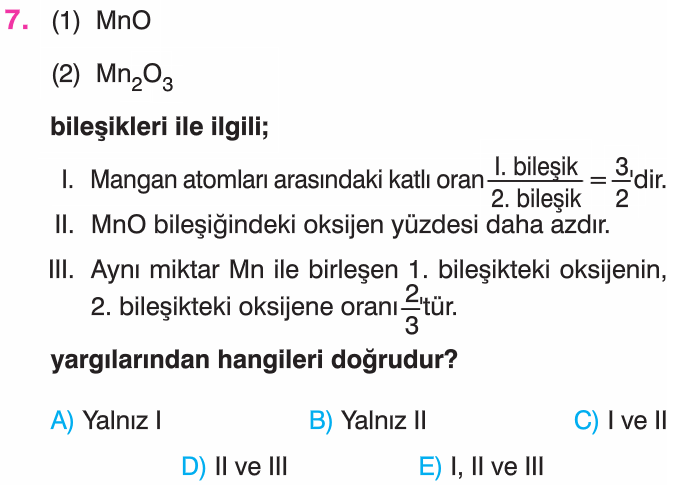 7. (1) MnO
(2) Mn₂O₃
bileşikleri ile ilgili;
I. Mangan atomları arasındaki katlı oran I. bileşik / 2. bileşik = 3/2'dir.
II. MnO bileşiğindeki oksijen yüzdesi daha azdır.
III. Aynı miktar Mn ile birleşen 1. bileşikteki oksijenin,
2. bileşikteki oksijene oranı 2/3'tür.
yargılarından hangileri doğrudur?
A) Yalnız I B) Yalnız II C) I ve II
D) II ve III E) I, II ve III